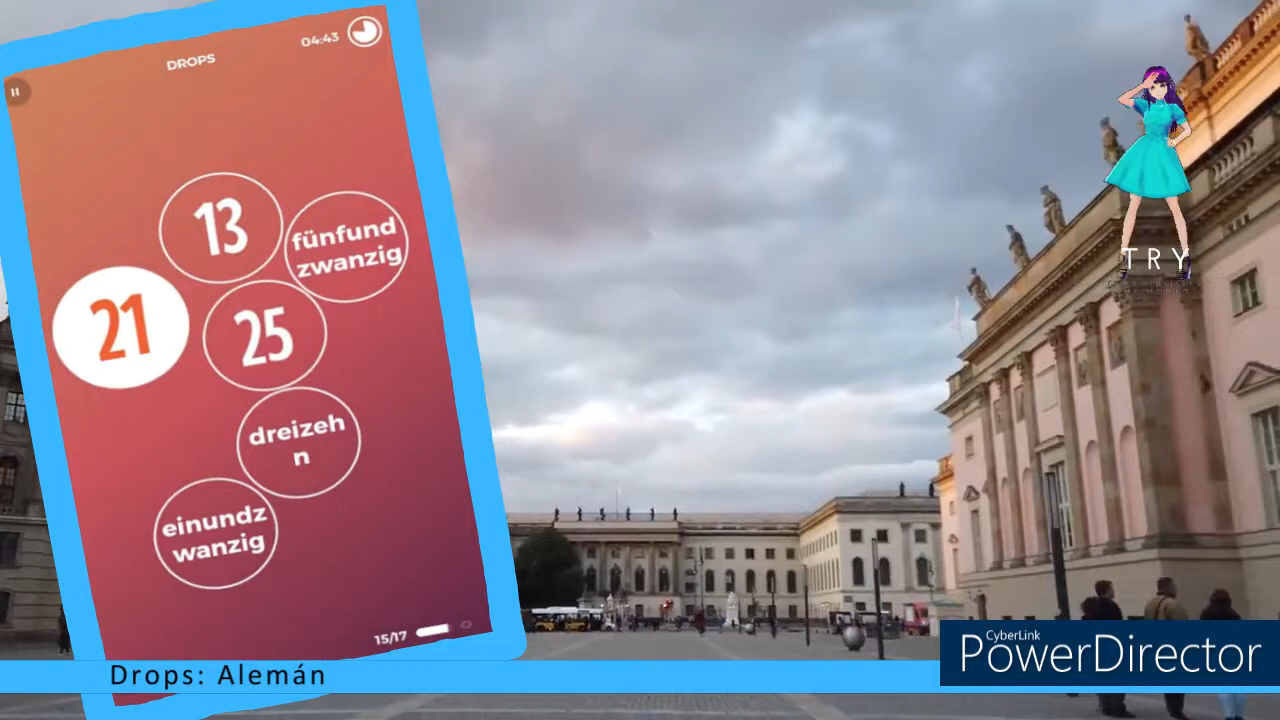 04:43
DROPS
13
fünfund
zwanzig
21
25
dreizeh
n
einundz
wanzig
15/17
TRY
Drops: Alemán
CyberLink
PowerDirector